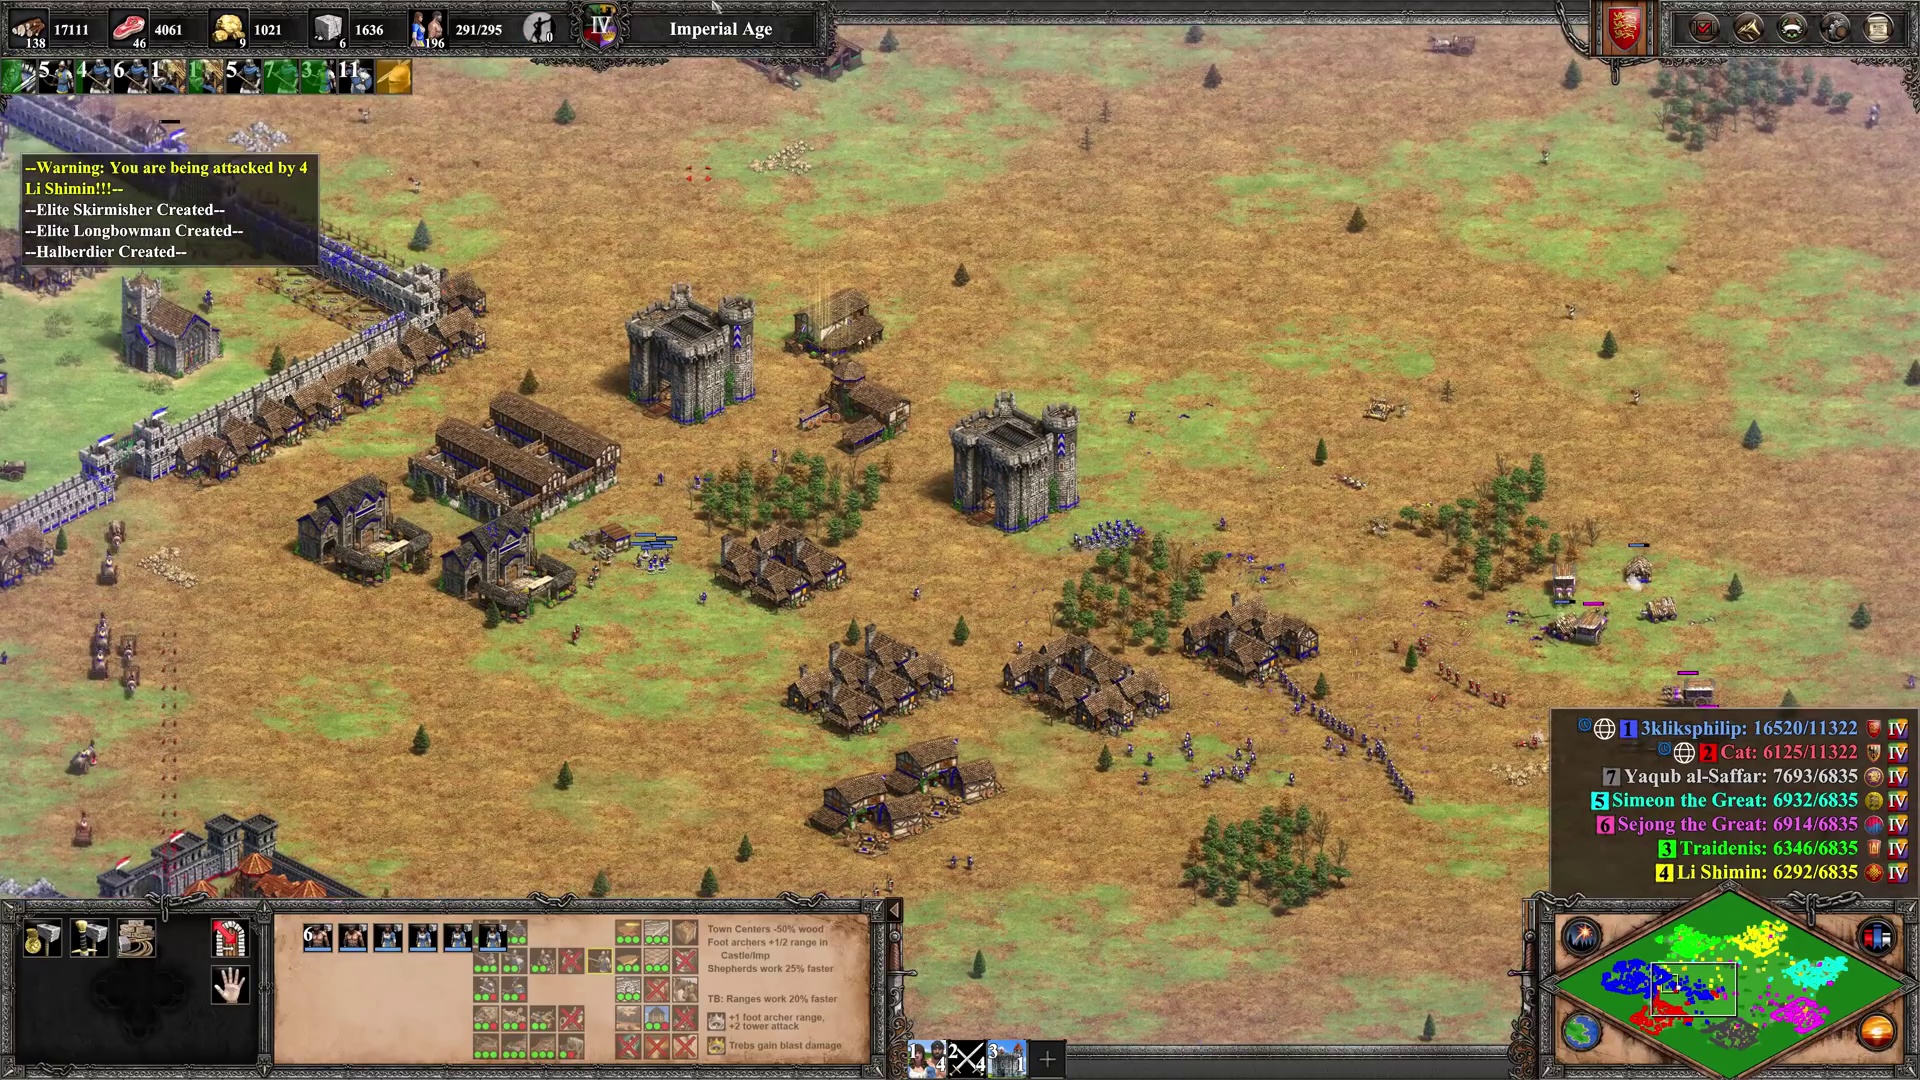 17111 4061 1021 1636 291/295 IV Imperial Age
138 46 9 6 196 0
5 4 6 1 1 5 7 3 11
--Warning: You are being attacked by 4
Li Shimin!!!--
--Elite Skirmisher Created--
--Elite Longbowman Created--
--Halberdier Created--
1 3kliksphilip: 16520/11322 IV
2 Cat: 6125/11322 IV
7 Yaqub al-Saffar: 7693/6835 IV
5 Simeon the Great: 6932/6835 IV
6 Sejong the Great: 6914/6835 IV
3 Traidenis: 6346/6835 IV
4 Li Shimin: 6292/6835 IV
6
Town Centers -50% wood
Foot archers +1/2 range in
Castle/Imp
Shepherds work 25% faster
TB: Ranges work 20% faster
+1 foot archer range,
+2 tower attack
Trebs gain blast damage
1 4 2 4 3 1 +